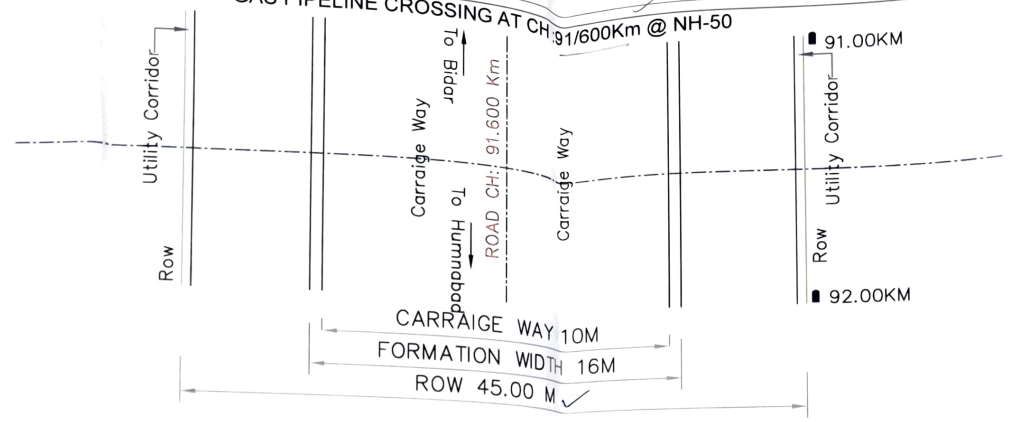 PIPELINE CROSSING AT CH:91/600Km @ NH-50
91.00KM
Utility Corridor
To Bidar
Carraige Way
ROAD CH: 91.600 Km
Carraige Way
Utility Corridor
To Humnabad
Row
Row
92.00KM
CARRAIGE WAY 10M
FORMATION WIDTH 16M
ROW 45.00 M